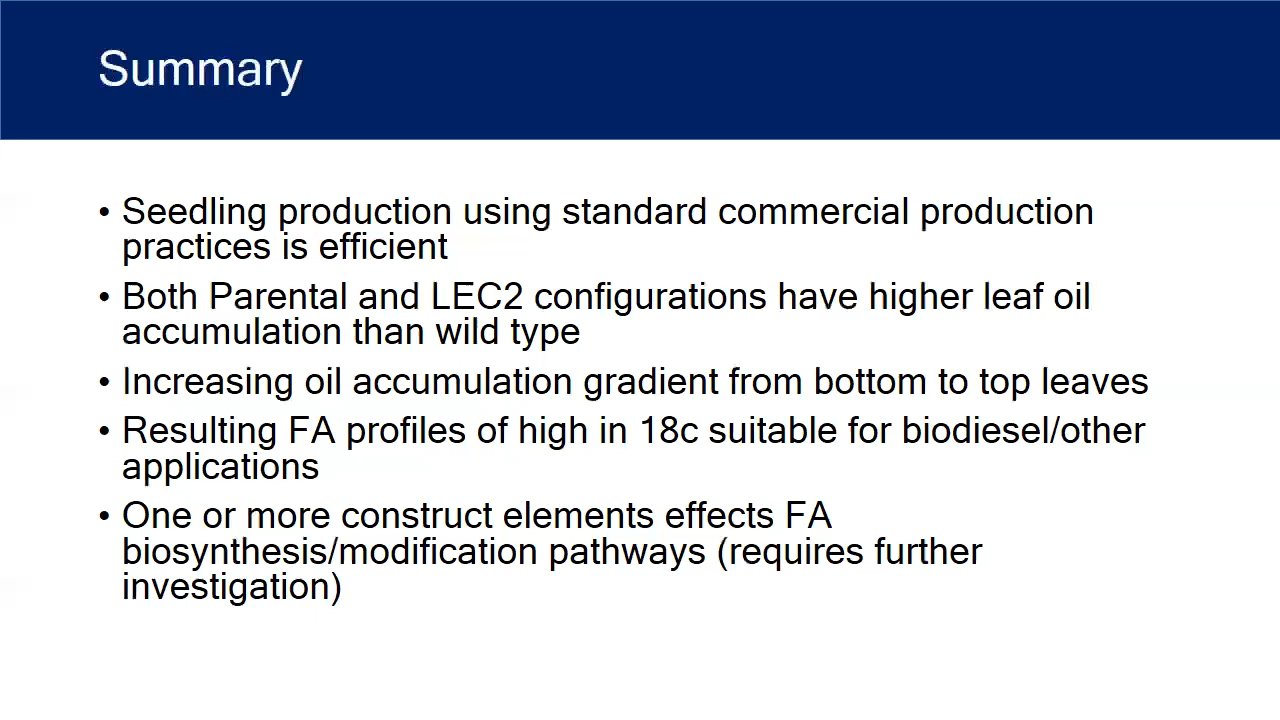 Summary
• Seedling production using standard commercial production
practices is efficient
• Both Parental and LEC2 configurations have higher leaf oil
accumulation than wild type
• Increasing oil accumulation gradient from bottom to top leaves
• Resulting FA profiles of high in 18c suitable for biodiesel/other
applications
• One or more construct elements effects FA
biosynthesis/modification pathways (requires further
investigation)